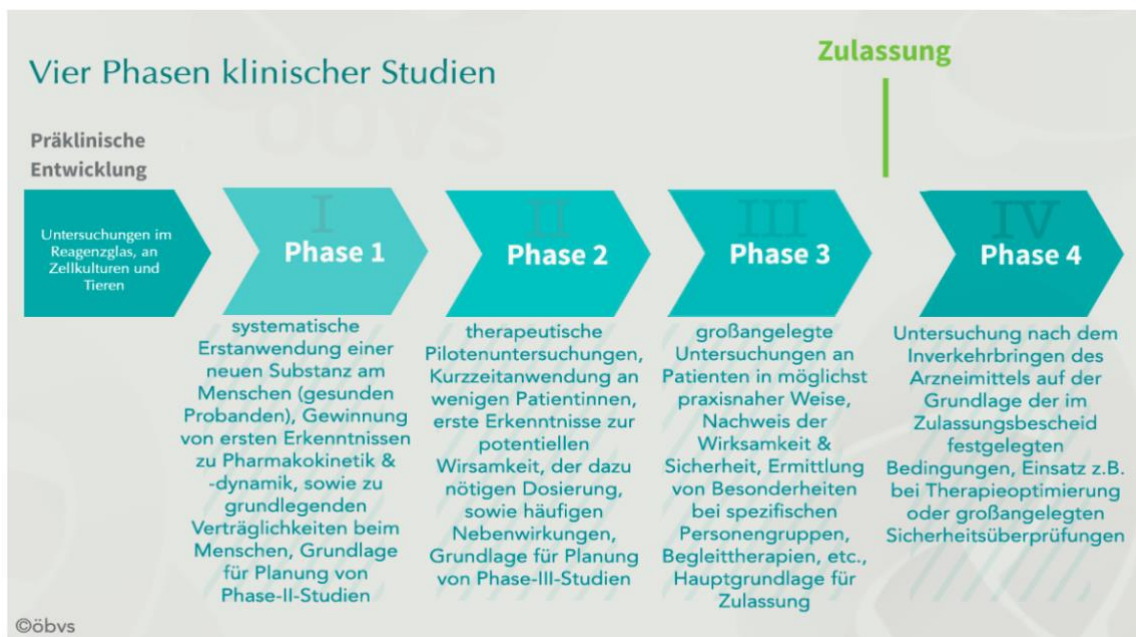 Vier Phasen klinischer Studien
Zulassung
Präklinische
Entwicklung
Untersuchungen im
Reagenzglas, an
Zellkulturen und
Tieren
I
Phase 1
systematische
Erstanwendung einer
neuen Substanz am
Menschen (gesunden
Probanden), Gewinnung
von ersten Erkenntnissen
zu Pharmakokinetik &
-dynamik, sowie zu
grundlegenden
Verträglichkeiten beim
Menschen, Grundlage
für Planung von
Phase-II-Studien
II
Phase 2
therapeutische
Pilotenuntersuchungen,
Kurzzeitanwendung an
wenigen Patientinnen,
erste Erkenntnisse zur
potentiellen
Wirsamkeit, der dazu
nötigen Dosierung,
sowie häufigen
Nebenwirkungen,
Grundlage für Planung
von Phase-III-Studien
III
Phase 3
großangelegte
Untersuchungen an
Patienten in möglichst
praxisnaher Weise,
Nachweis der
Wirksamkeit &
Sicherheit, Ermittlung
von Besonderheiten
bei spezifischen
Personengruppen,
Begleittherapien, etc.,
Hauptgrundlage für
Zulassung
IV
Phase 4
Untersuchung nach dem
Inverkehrbringen des
Arzneimittels auf der
Grundlage der im
Zulassungsbescheid
festgelegten
Bedingungen, Einsatz z.B.
bei Therapieoptimierung
oder großangelegten
Sicherheitsüberprüfungen
©öbvs
öbvs